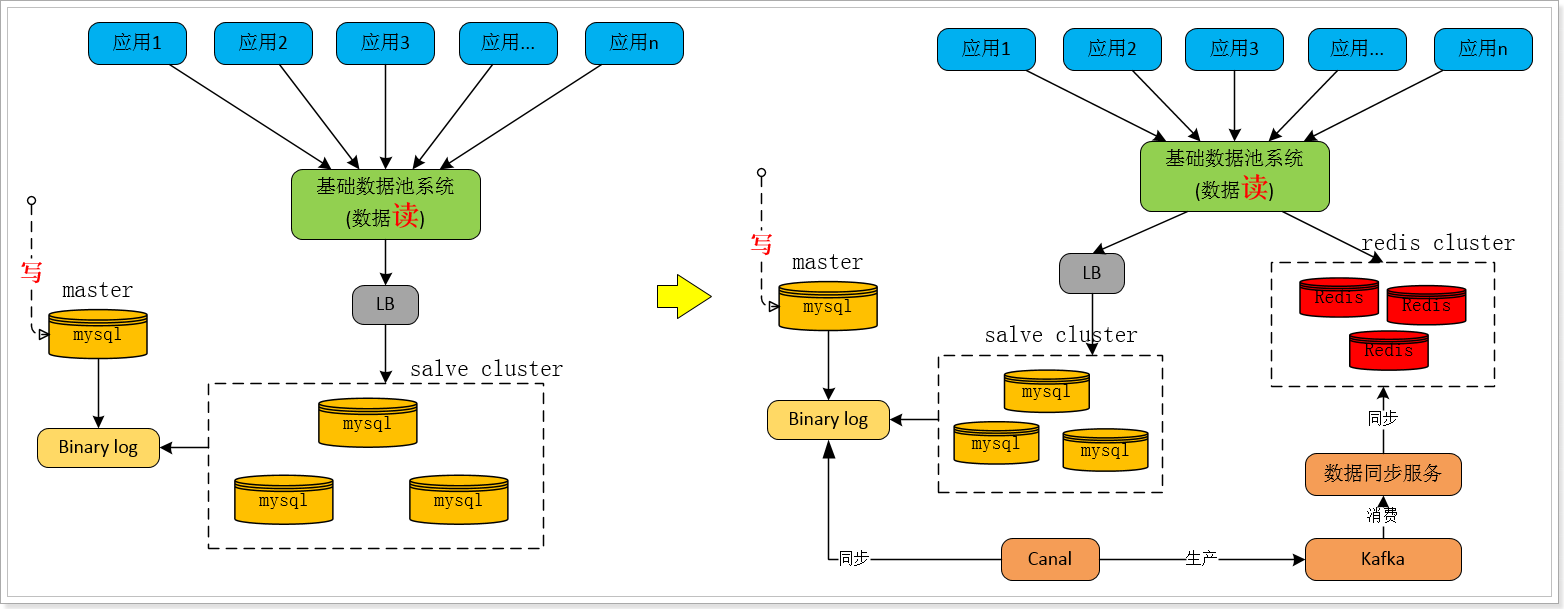 应用1
应用2
应用3
应用...
应用n
基础数据池系统
(数据读)
写
master
mysql
LB
salve cluster
mysql
mysql
mysql
Binary log
应用1
应用2
应用3
应用...
应用n
基础数据池系统
(数据读)
写
master
mysql
LB
redis cluster
Redis
Redis
Redis
salve cluster
mysql
mysql
mysql
Binary log
同步
数据同步服务
消费
同步
Canal
生产
Kafka